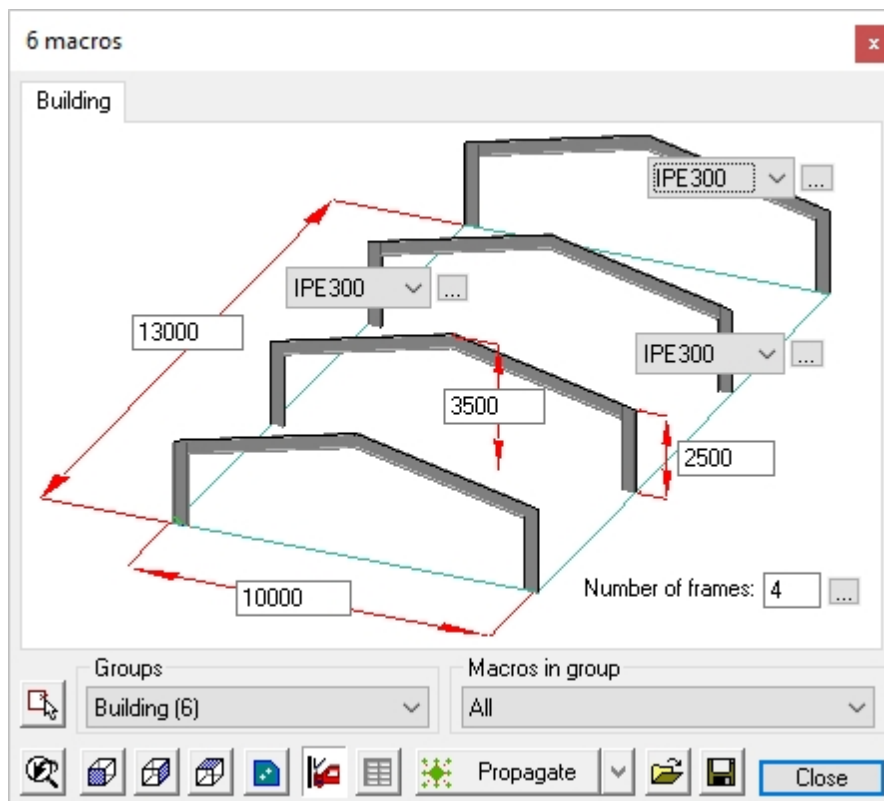 6 macros
x
Building
IPE300
...
IPE300
...
13000
IPE300
...
3500
2500
10000
Number of frames: 4 ...
Groups
Macros in group
Building (6)
All
Propagate
Close